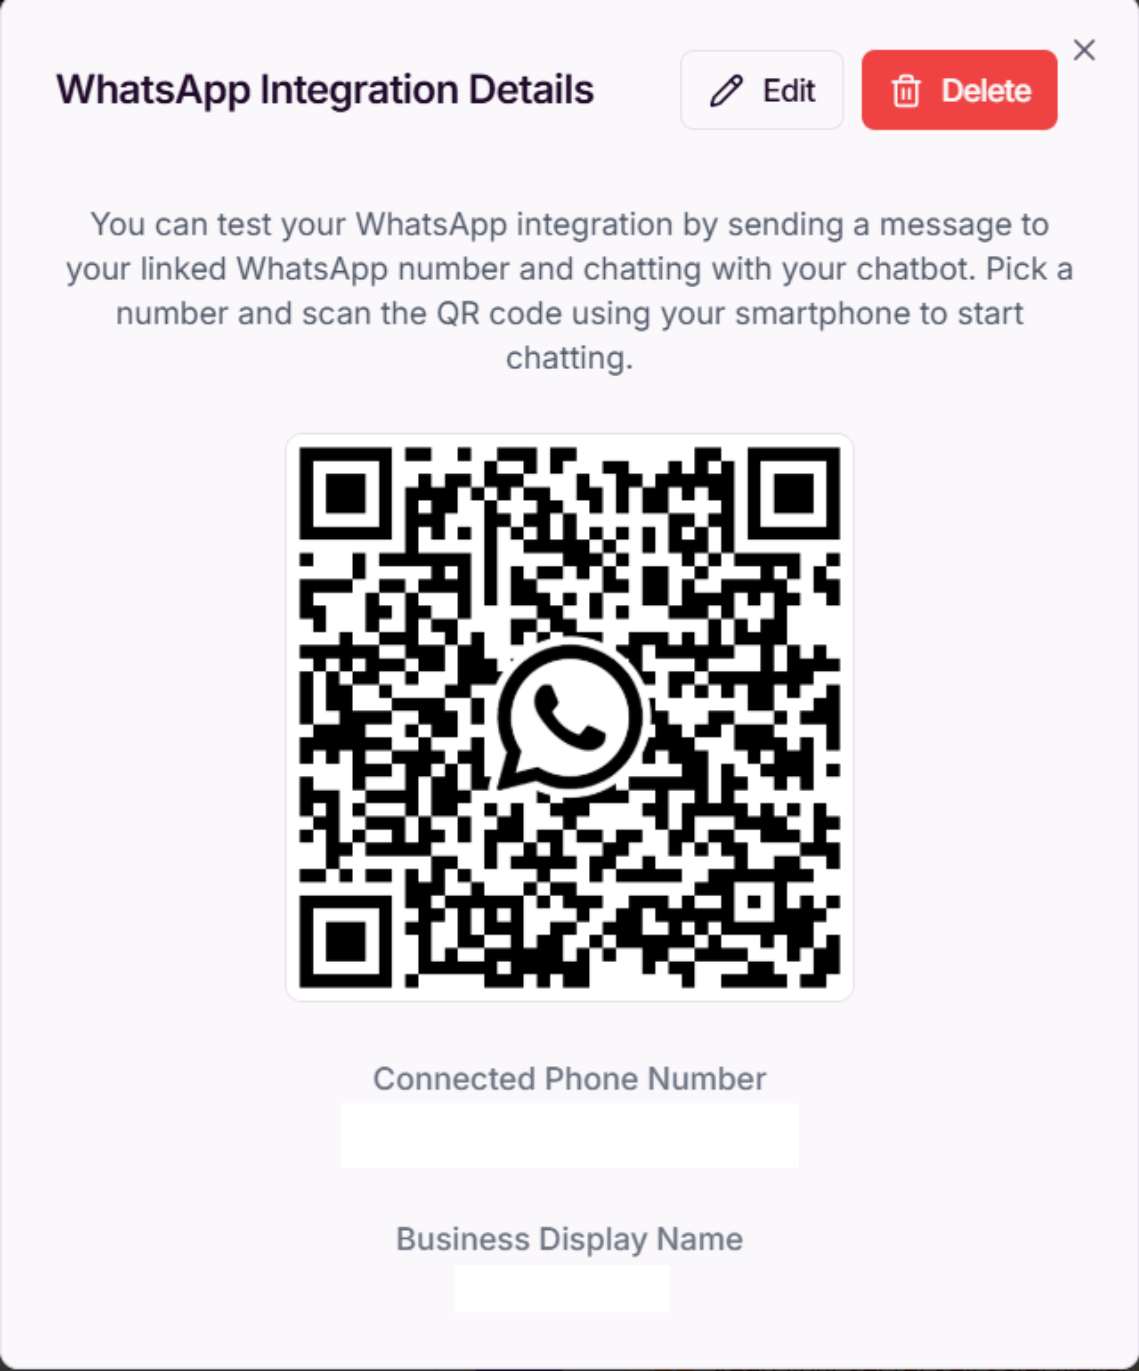 WhatsApp Integration Details
Edit
Delete
You can test your WhatsApp integration by sending a message to
your linked WhatsApp number and chatting with your chatbot. Pick a
number and scan the QR code using your smartphone to start
chatting.
Connected Phone Number
Business Display Name